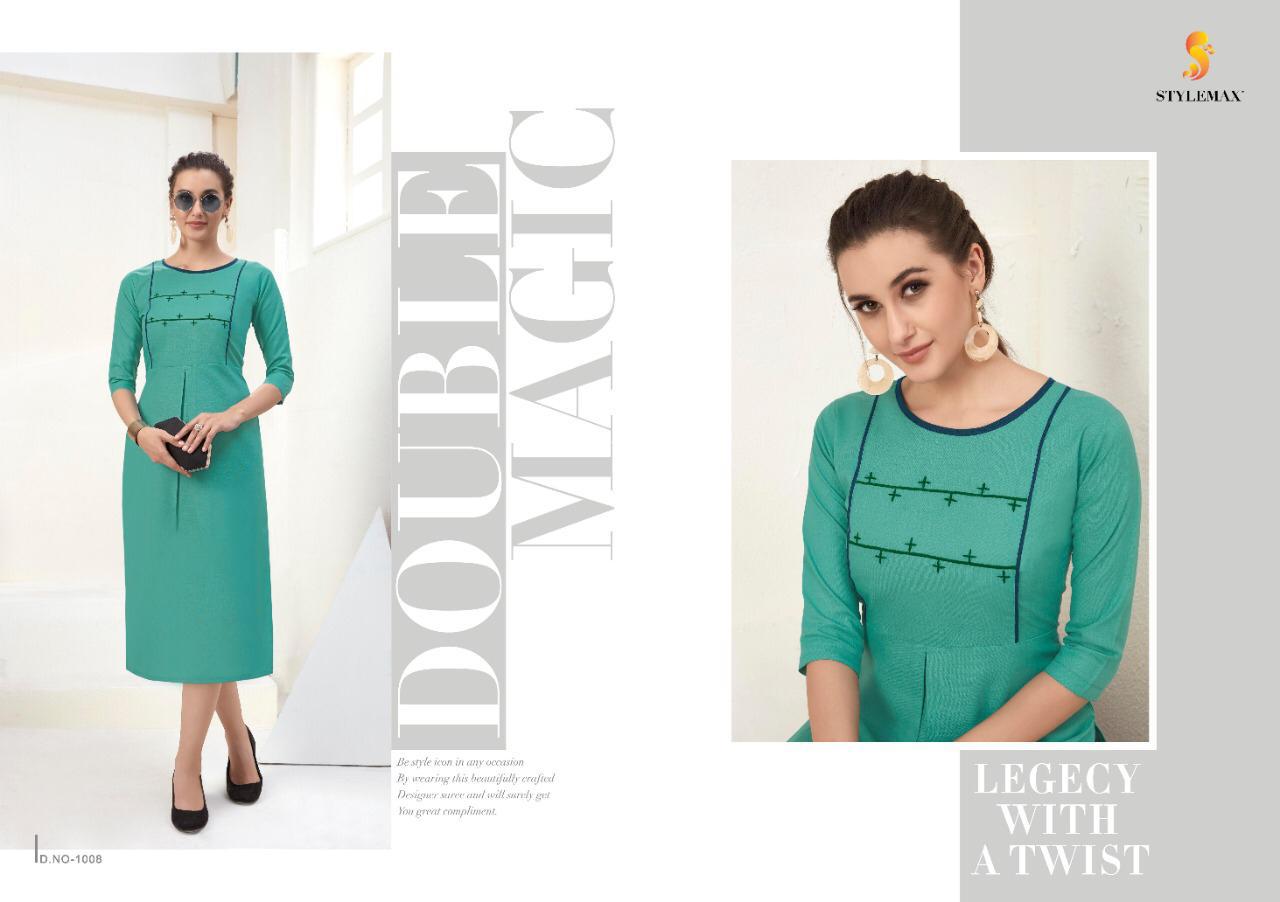 DOUBLE
MAGIC
Be style icon in any occasion
By wearing this beautifully crafted
Designer saree and will surely get
You great compliment.
D.NO-1008
STYLEMAX
LEGECY
WITH
A TWIST